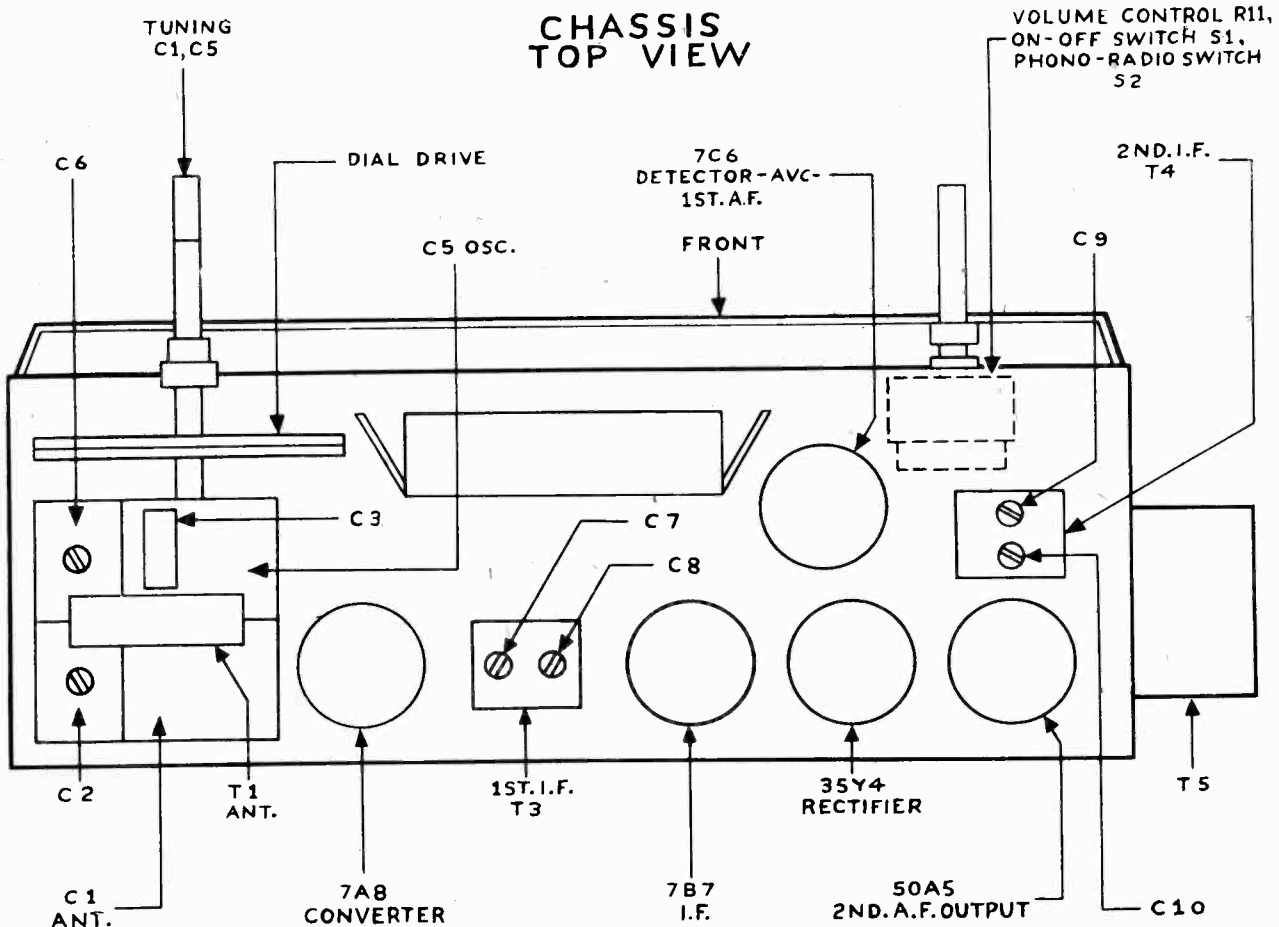 CHASSIS
TOP VIEW
TUNING
C1, C5
VOLUME CONTROL R11,
ON-OFF SWITCH S1,
PHONO-RADIO SWITCH
S2
C6
DIAL DRIVE
7C6
DETECTOR-AVC-
1ST. A.F.
2ND. I.F.
T4
C5 OSC.
FRONT
C9
C3
C7
C8
C2
T1
ANT.
1ST. I.F.
T3
35Y4
RECTIFIER
T5
C1
ANT.
7A8
CONVERTER
7B7
I.F.
50A5
2ND. A.F. OUTPUT
C10